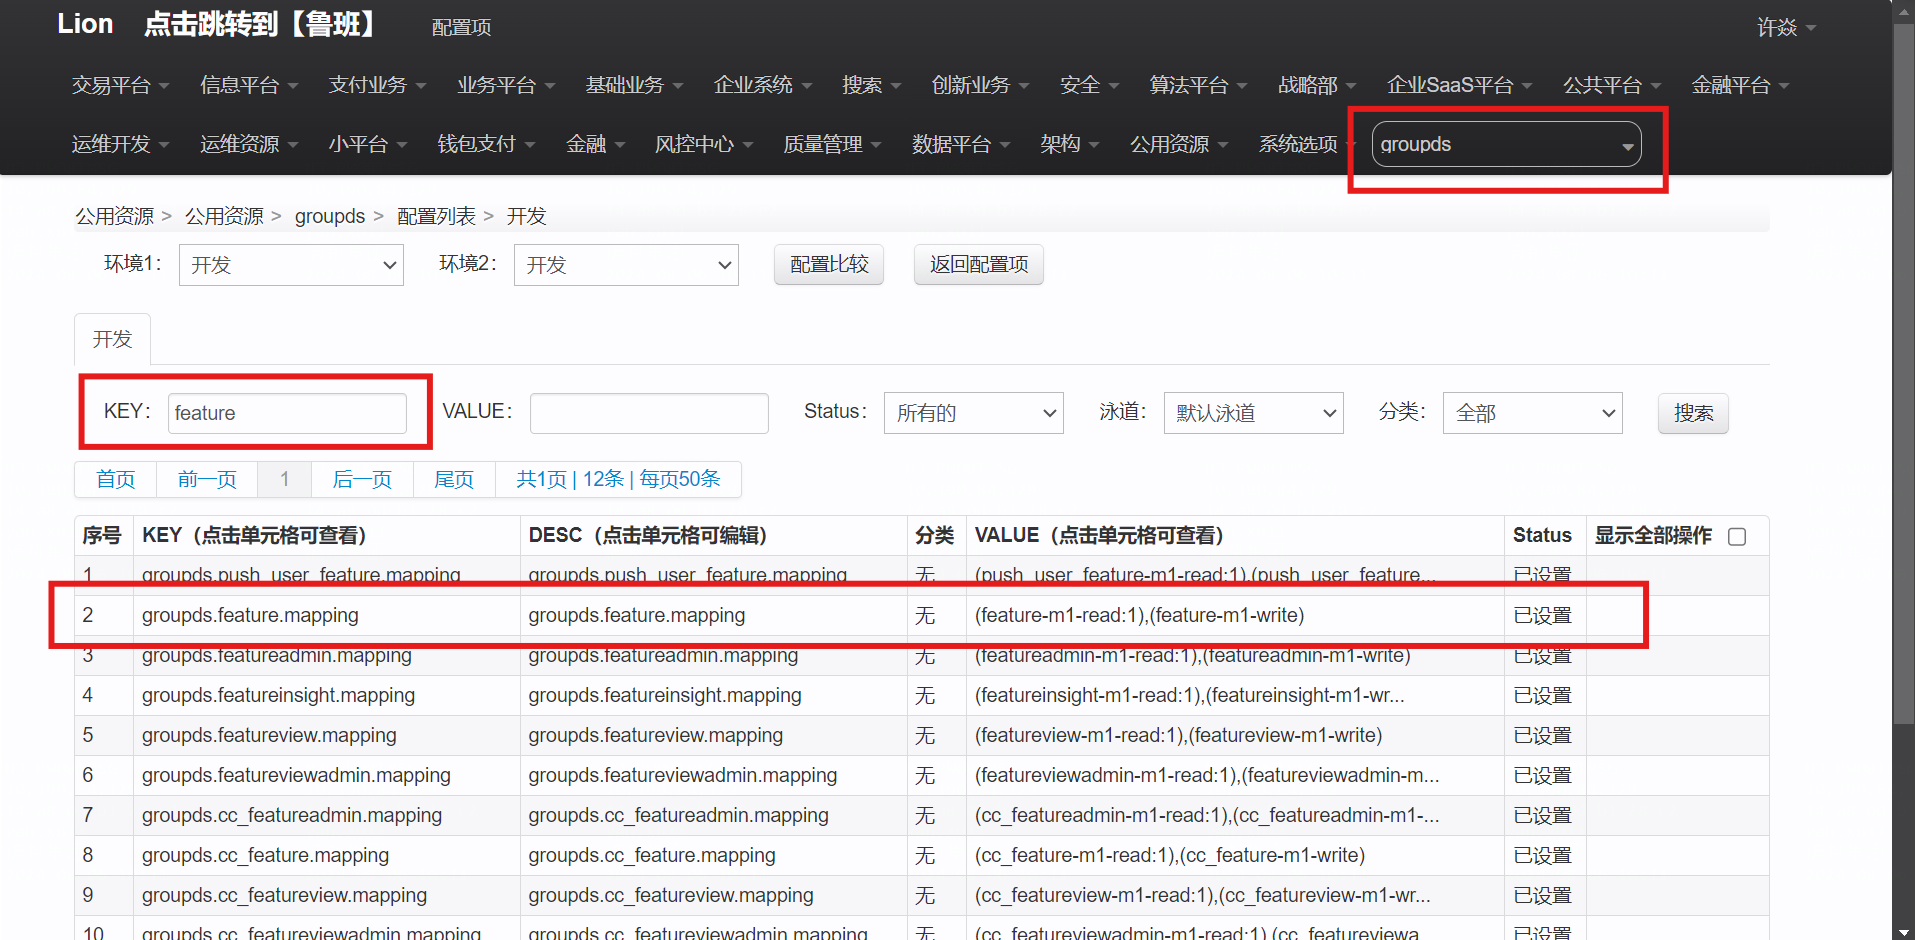 Lion 点击跳转到【鲁班】 配置项 许焱
交易平台 信息平台 支付业务 业务平台 基础业务 企业系统 搜索 创新业务 安全 算法平台 战略部 企业SaaS平台 公共平台 金融平台
运维开发 运维资源 小平台 钱包支付 金融 风控中心 质量管理 数据平台 架构 公用资源 系统选项 groupds
公用资源 > 公用资源 > groupds > 配置列表 > 开发
环境1： 开发 环境2： 开发 配置比较 返回配置项
开发
KEY： feature VALUE： Status： 所有的 泳道： 默认泳道 分类： 全部 搜索
首页 前一页 1 后一页 尾页 共1页 | 12条 | 每页50条
序号 KEY（点击单元格可查看） DESC（点击单元格可编辑） 分类 VALUE（点击单元格可查看） Status 显示全部操作
1 groupds.push_user_feature.mapping groupds.push_user_feature.mapping 无 (push_user_feature-m1-read:1),(push_user_feature... 已设置
2 groupds.feature.mapping groupds.feature.mapping 无 (feature-m1-read:1),(feature-m1-write) 已设置
3 groupds.featureadmin.mapping groupds.featureadmin.mapping 无 (featureadmin-m1-read:1),(featureadmin-m1-write) 已设置
4 groupds.featureinsight.mapping groupds.featureinsight.mapping 无 (featureinsight-m1-read:1),(featureinsight-m1-wr... 已设置
5 groupds.featureview.mapping groupds.featureview.mapping 无 (featureview-m1-read:1),(featureview-m1-write) 已设置
6 groupds.featureviewadmin.mapping groupds.featureviewadmin.mapping 无 (featureviewadmin-m1-read:1),(featureviewadmin-m... 已设置
7 groupds.cc_featureadmin.mapping groupds.cc_featureadmin.mapping 无 (cc_featureadmin-m1-read:1),(cc_featureadmin-m1-... 已设置
8 groupds.cc_feature.mapping groupds.cc_feature.mapping 无 (cc_feature-m1-read:1),(cc_feature-m1-write) 已设置
9 groupds.cc_featureview.mapping groupds.cc_featureview.mapping 无 (cc_featureview-m1-read:1),(cc_featureview-m1-wr... 已设置
10 groupds.cc_featureviewadmin.mapping groupds.cc_featureviewadmin.mapping 无 (cc_featureviewadmin-m1-read:1),(cc_featureviewa... 已设置